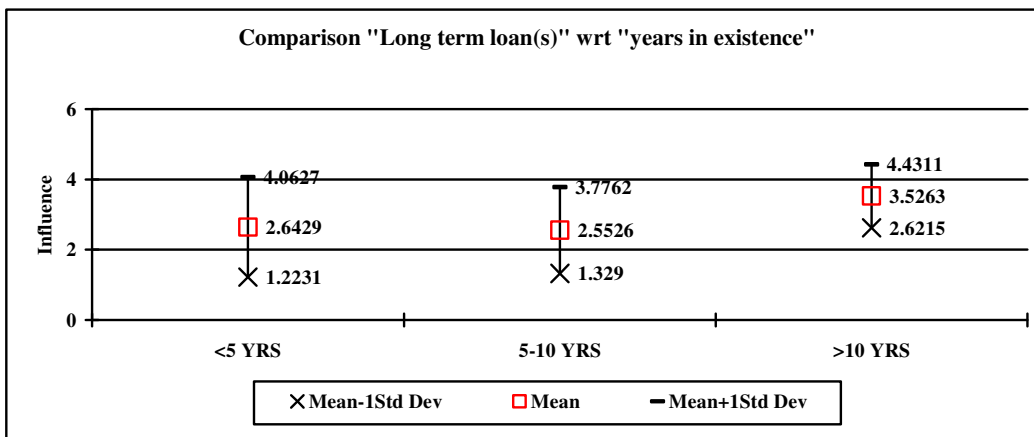 Comparison "Long term loan(s)" wrt "years in existence"
6
4
2
0
Influence
4.0627
2.6429
1.2231
3.7762
2.5526
1.329
4.4311
3.5263
2.6215
<5 YRS
5-10 YRS
>10 YRS
Mean-1Std Dev
Mean
Mean+1Std Dev